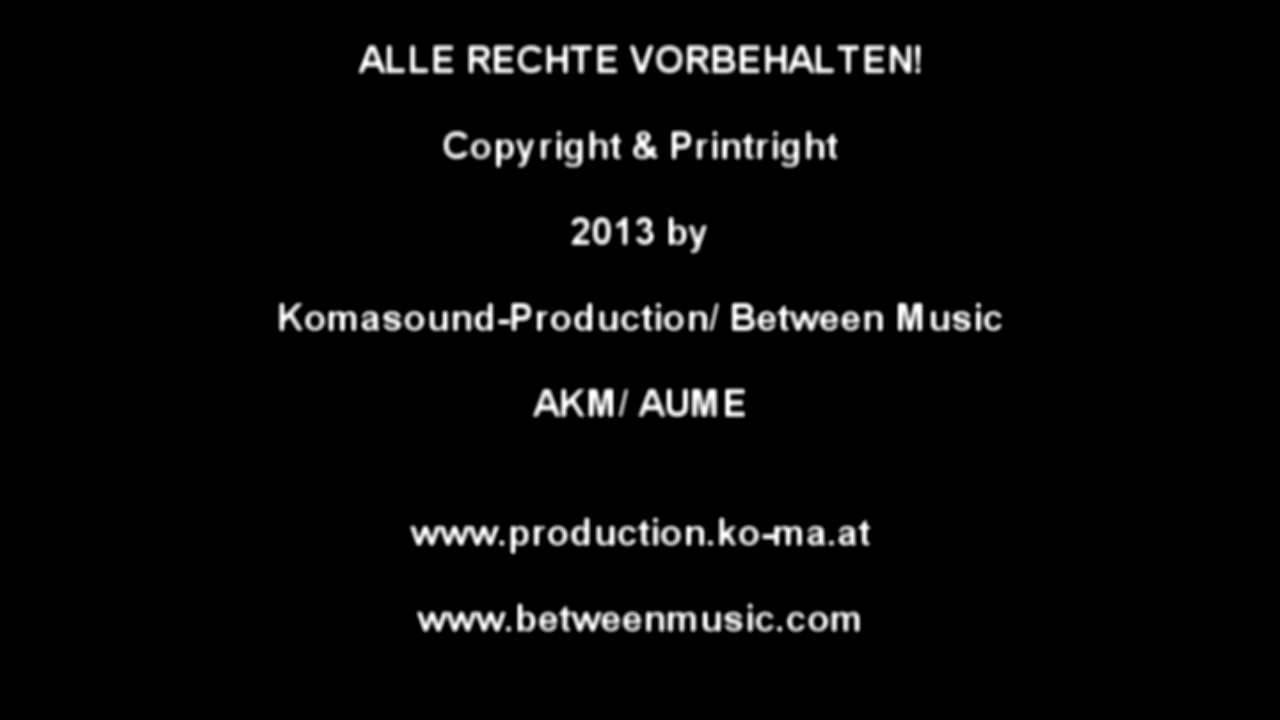 ALLE RECHTE VORBEHALTEN!
Copyright & Printright
2013 by
Komasound-Production/ Between Music
AKM/ AUME
www.production.ko-ma.at
www.betweenmusic.com